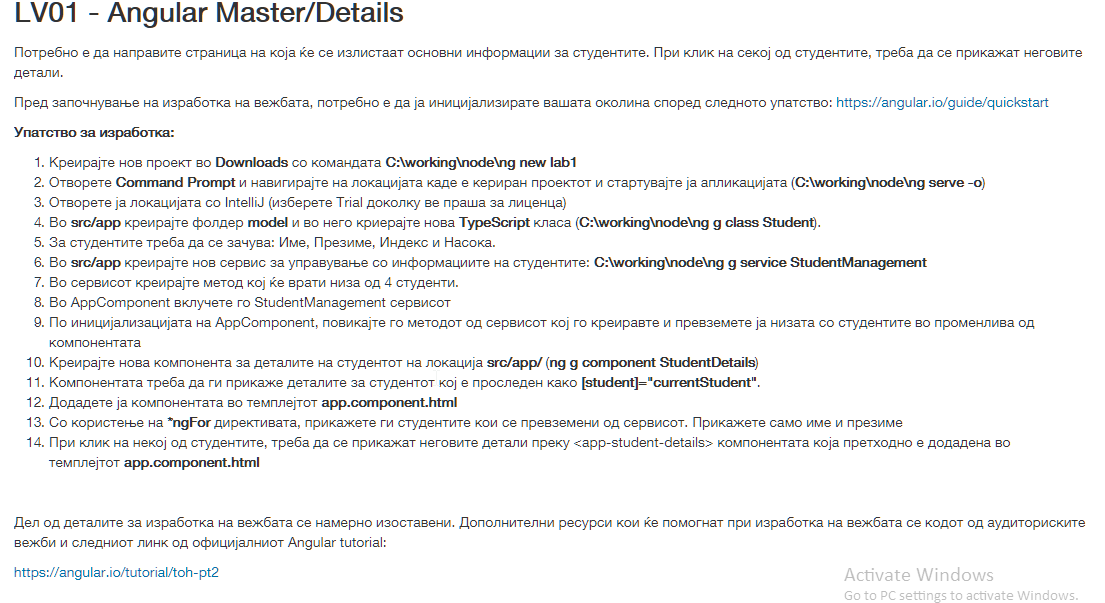 LV01 - Angular Master/Details
Потребно е да направите страница на која ќе се излистаат основни информации за студентите. При клик на секој од студентите, треба да се прикажат неговите
детали.
Пред започнување на изработка на вежбата, потребно е да ја иницијализирате вашата околина според следното упатство: https://angular.io/guide/quickstart
Упатство за изработка:
1. Креирајте нов проект во Downloads со командата C:\working\node\ng new lab1
2. Отворете Command Prompt и навигирајте на локацијата каде е кериран проектот и стартувајте ја апликацијата (C:\working\node\ng serve -o)
3. Отворете ја локацијата со IntelliJ (изберете Trial доколку ве праша за лиценца)
4. Во src/app креирајте фолдер model и во него криерајте нова TypeScript класа (C:\working\node\ng g class Student).
5. За студентите треба да се зачува: Име, Презиме, Индекс и Насока.
6. Во src/app креирајте нов сервис за управување со информациите на студентите: C:\working\node\ng g service StudentManagement
7. Во сервисот креирајте метод кој ќе врати низа од 4 студенти.
8. Во AppComponent вклучете го StudentManagement сервисот
9. По иницијализацијата на AppComponent, повикајте го методот од сервисот кој го креиравте и превземете ја низата со студентите во променлива од
компонентата
10. Креирајте нова компонента за деталите на студентот на локација src/app/ (ng g component StudentDetails)
11. Компонентата треба да ги прикаже деталите за студентот кој е проследен како [student]="currentStudent".
12. Додадете ја компонентата во темплејтот app.component.html
13. Со користење на *ngFor директивата, прикажете ги студентите кои се превземени од сервисот. Прикажете само име и презиме
14. При клик на некој од студентите, треба да се прикажат неговите детали преку <app-student-details> компонентата која претходно е додадена во
темплејтот app.component.html
Дел од деталите за изработка на вежбата се намерно изоставени. Дополнителни ресурси кои ќе помогнат при изработка на вежбата се кодот од аудиториските
вежби и следниот линк од официјалниот Angular tutorial:
https://angular.io/tutorial/toh-pt2
Activate Windows
Go to PC settings to activate Windows.